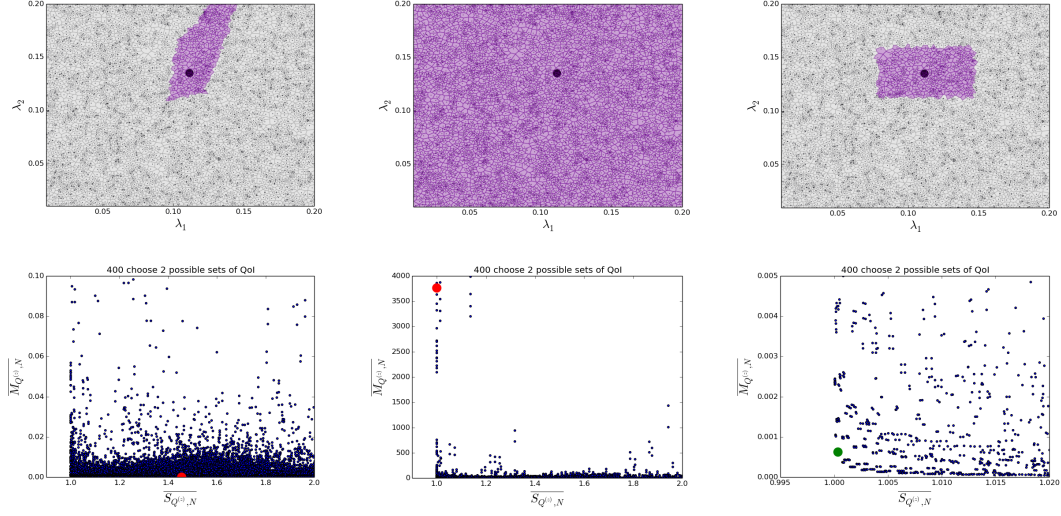 0.20
0.15
0.10
0.05
λ₂
0.05 0.10 0.15 0.20
λ₁
0.20
0.15
0.10
0.05
λ₂
0.05 0.10 0.15 0.20
λ₁
0.20
0.15
0.10
0.05
λ₂
0.05 0.10 0.15 0.20
λ₁
400 choose 2 possible sets of QoI
0.10
0.08
0.06
0.04
0.02
0.00
M_{Q^{(z)},N}
1.0 1.2 1.4 1.6 1.8 2.0
S_{Q^{(z)},N}
400 choose 2 possible sets of QoI
4000
3500
3000
2500
2000
1500
1000
500
0
M_{Q^{(z)},N}
1.0 1.2 1.4 1.6 1.8 2.0
S_{Q^{(z)},N}
400 choose 2 possible sets of QoI
0.005
0.004
0.003
0.002
0.001
0.000
M_{Q^{(z)},N}
0.995 1.000 1.005 1.010 1.015 1.020
S_{Q^{(z)},N}